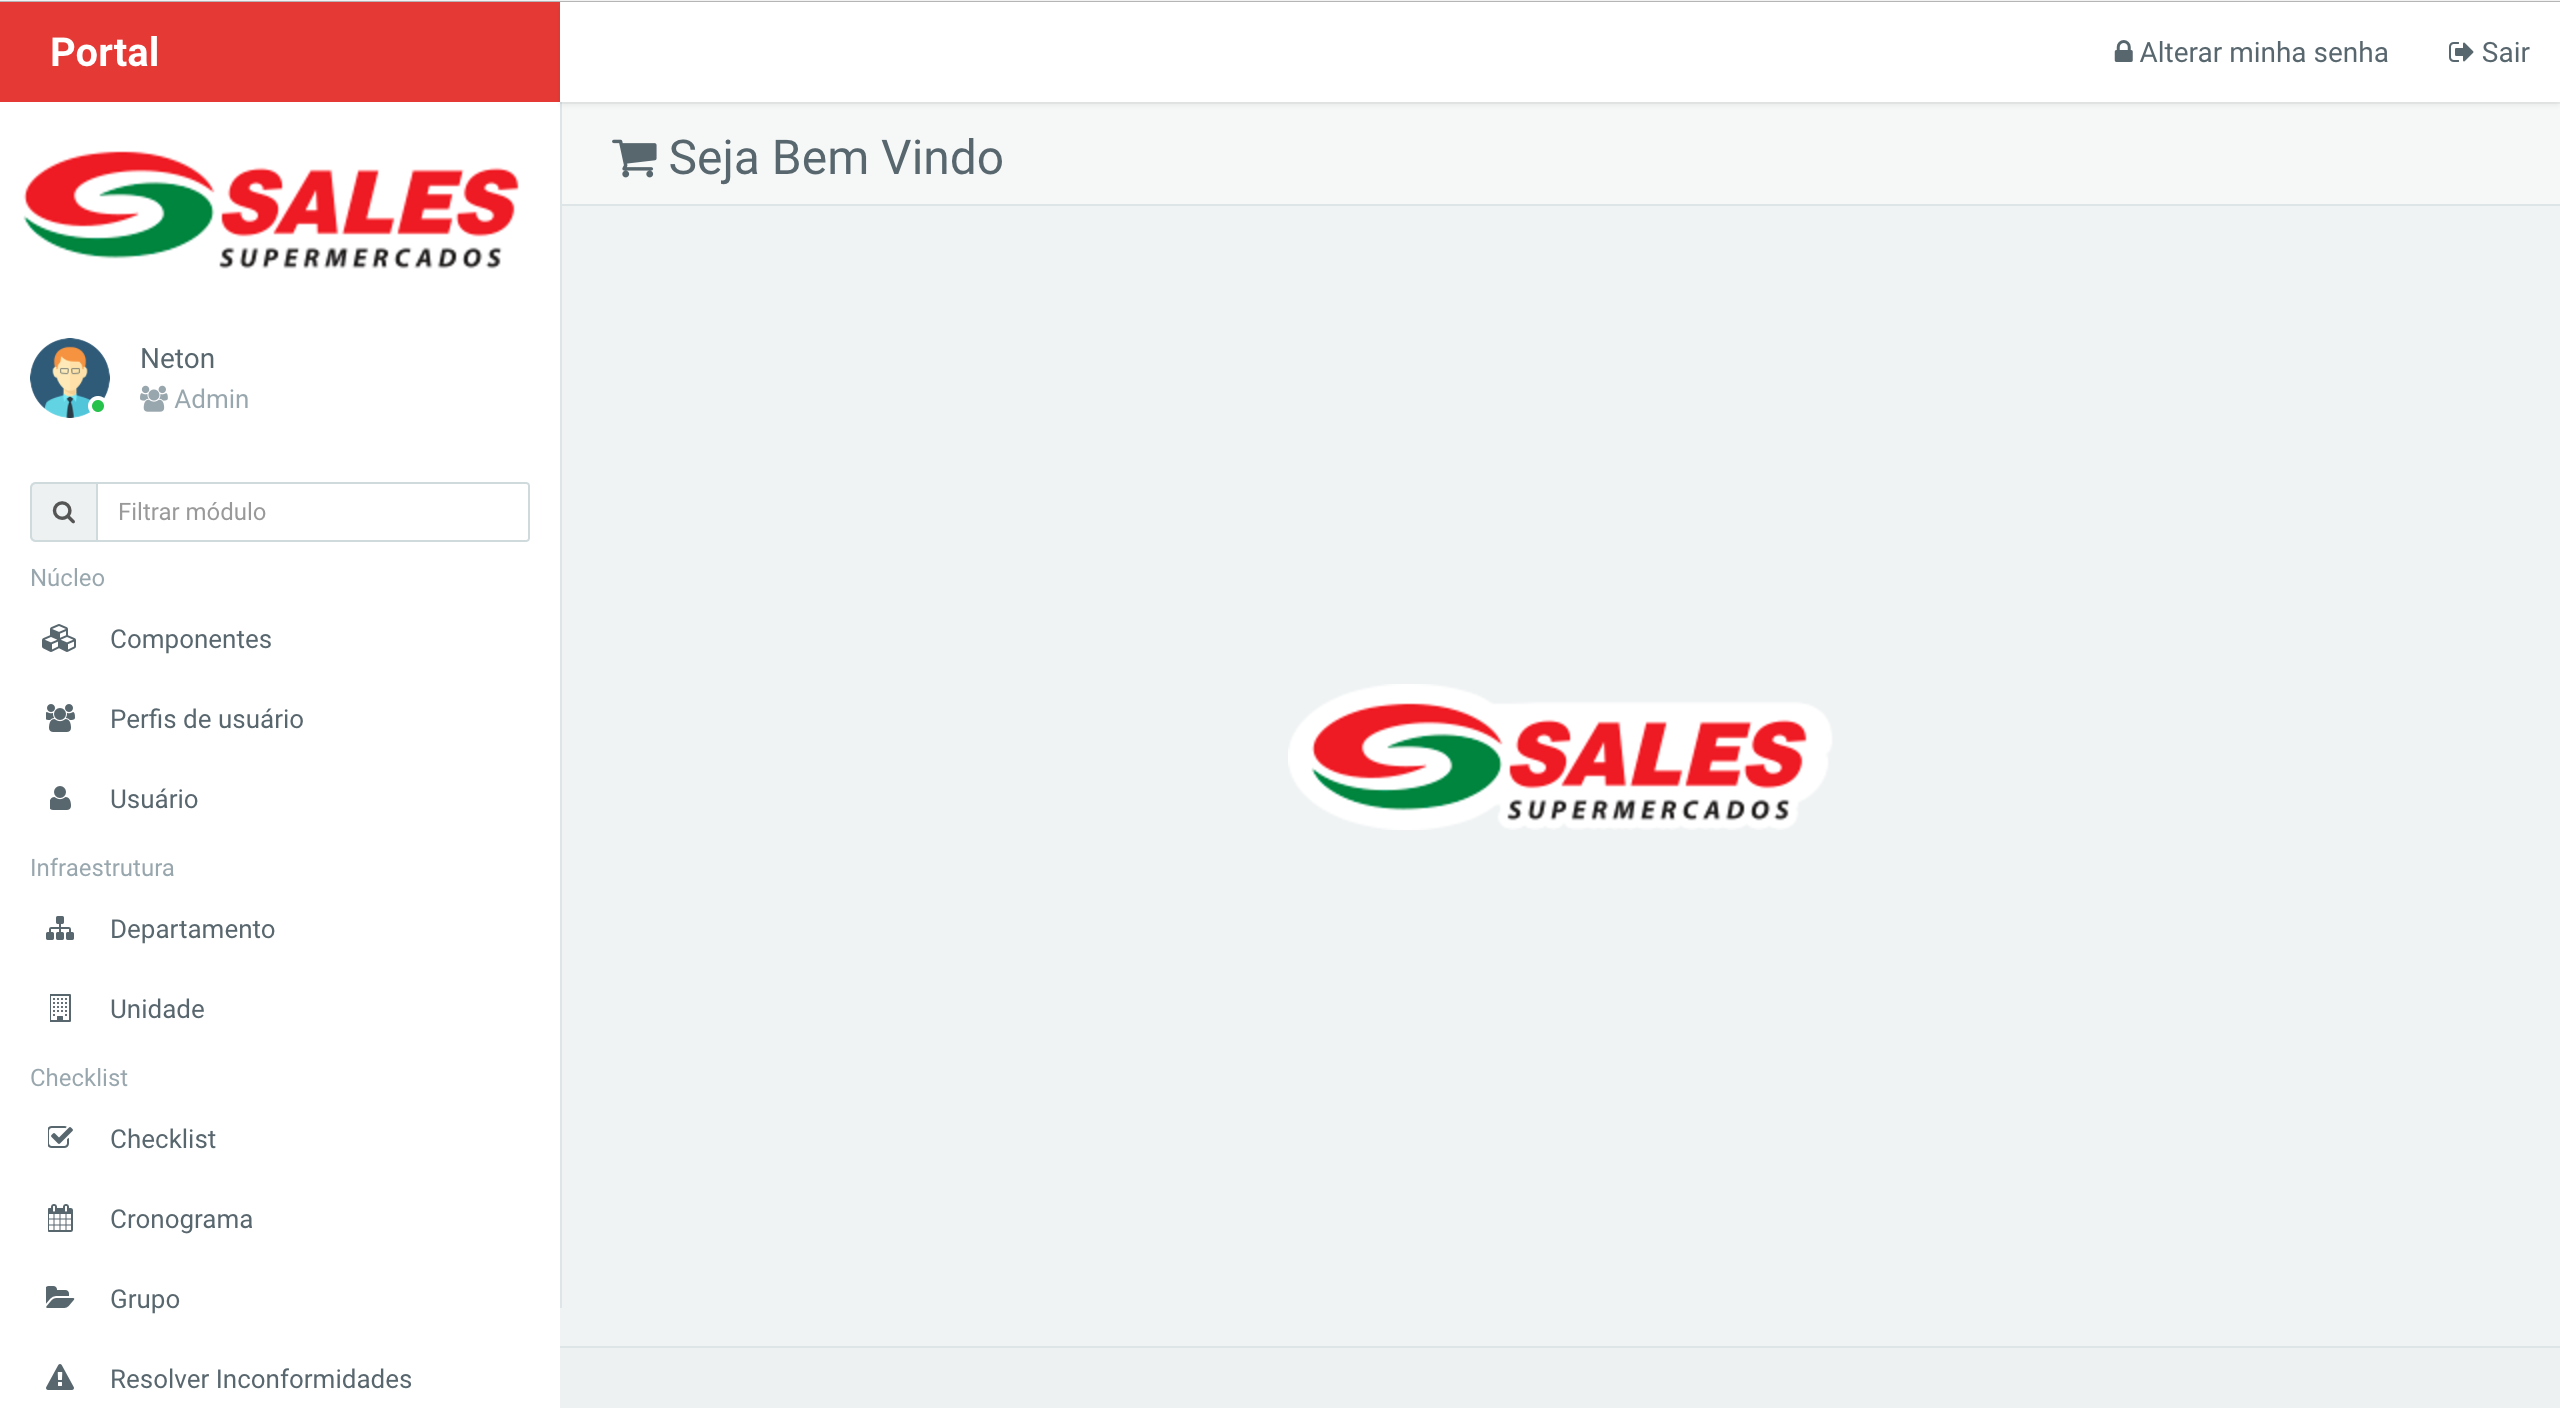 Portal
Alterar minha senha
Sair
SALES
SUPERMERCADOS
Neton
Admin
Filtrar módulo
Núcleo
Componentes
Perfis de usuário
Usuário
Infraestrutura
Departamento
Unidade
Checklist
Checklist
Cronograma
Grupo
Resolver Inconformidades
Seja Bem Vindo
SALES
SUPERMERCADOS